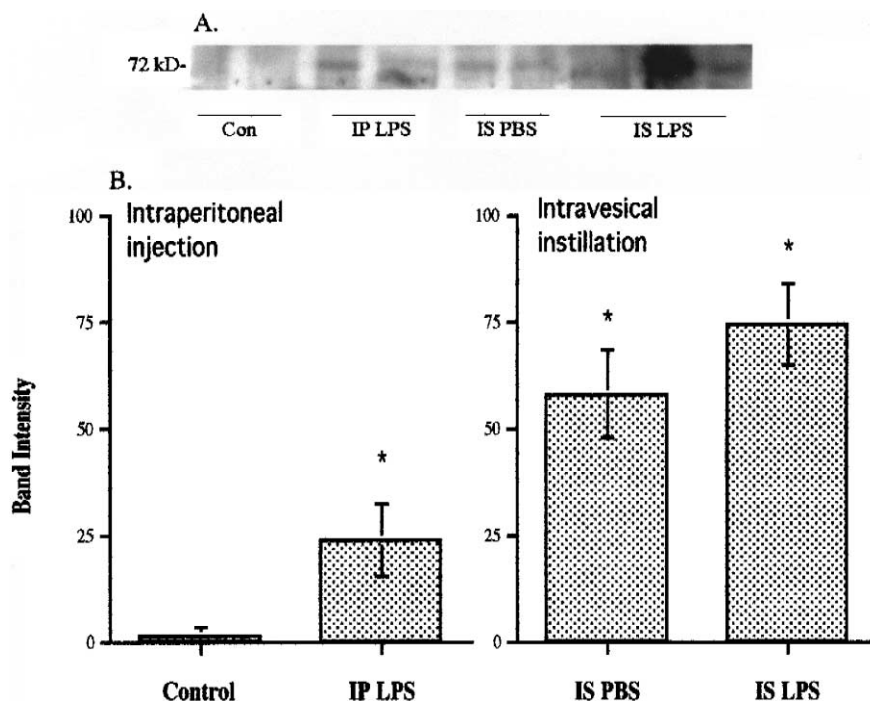 A.
72 kD-
Con IP LPS IS PBS IS LPS
B.
100 Intraperitoneal injection
75
*
50
25
0
Band Intensity
Control IP LPS
100 Intravesical instillation
*
75
*
50
25
0
IS PBS IS LPS